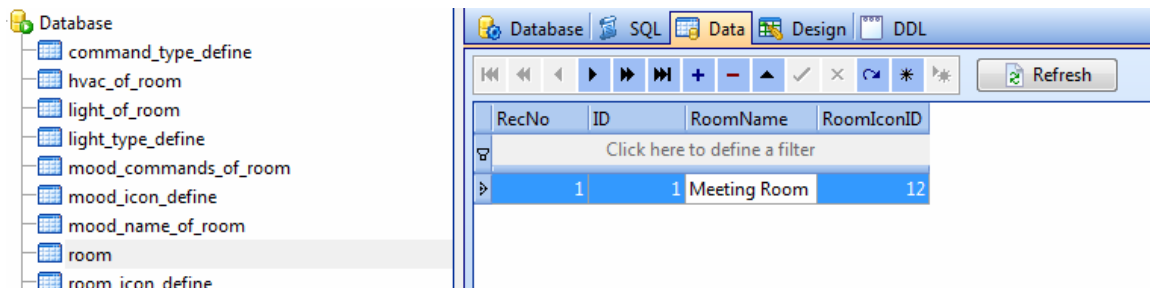 Database
command_type_define
hvac_of_room
light_of_room
light_type_define
mood_commands_of_room
mood_icon_define
mood_name_of_room
room
room_icon_define
Database SQL Data Design DDL
Refresh
RecNo ID RoomName RoomIconID
Click here to define a filter
1 1 Meeting Room 12